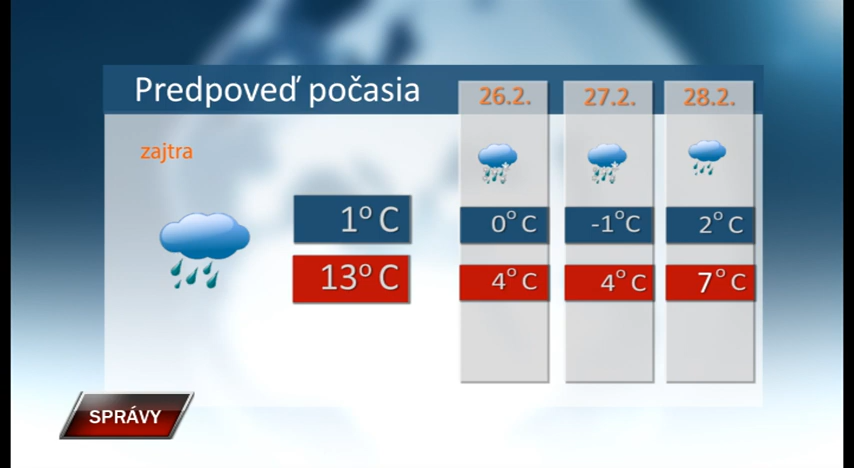 Predpoveď počasia
zajtra
1° C
13° C
26.2. 27.2. 28.2.
0° C -1°C 2° C
4° C 4° C 7° C
SPRÁVY